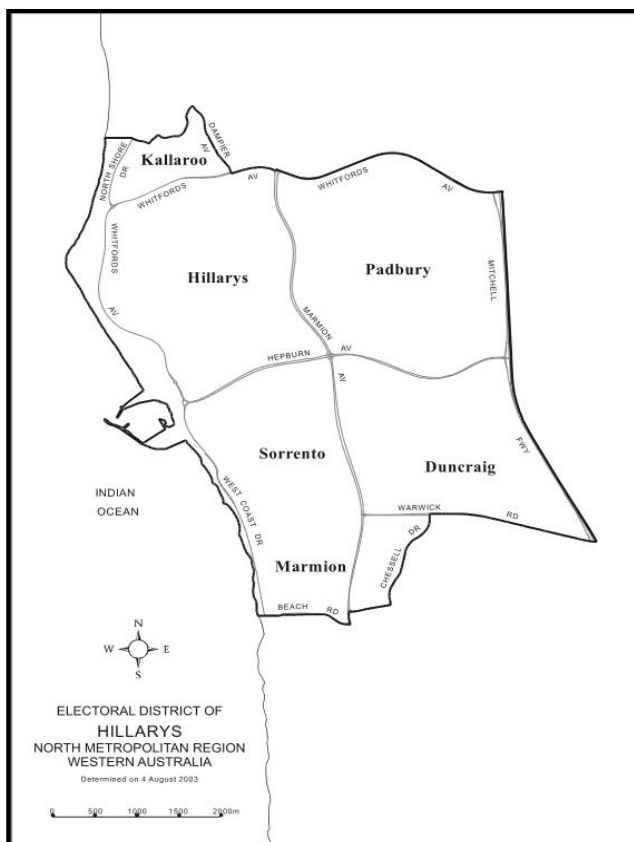 DAMPIER
AV
Kallaroo
NORTH SHORE
DR
WHITFORDS
AV
WHITFORDS
AV
WHITFORDS
AV
Hillarys
Padbury
MITCHELL
MARMION
AV
HEPBURN
AV
Sorrento
Duncraig
FWY
INDIAN
OCEAN
WEST COAST DR
WARWICK
RD
CHESSELL
DR
Marmion
BEACH
RD
N
W
E
S
ELECTORAL DISTRICT OF
HILLARYS
NORTH METROPOLITAN REGION
WESTERN AUSTRALIA
Determined on 4 August 2003
0 500 1000 1500 2000m